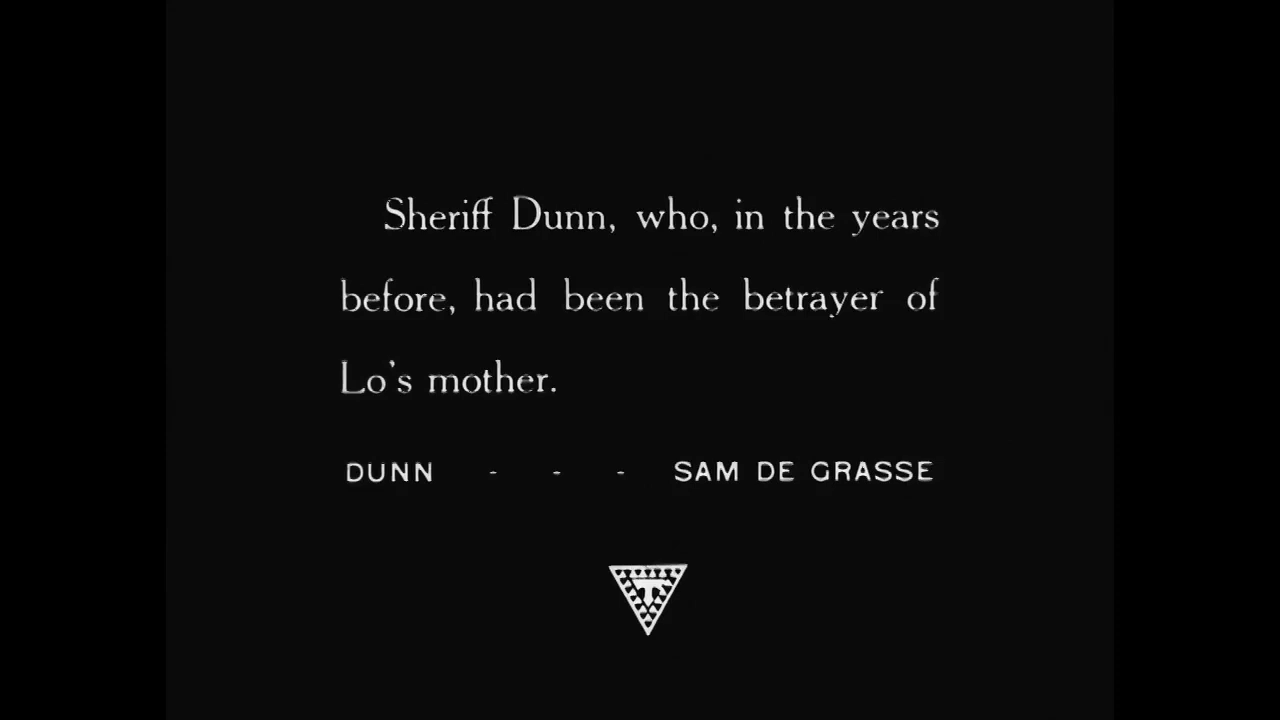 Sheriff Dunn, who, in the years
before, had been the betrayer of
Lo's mother.
DUNN - - - SAM DE GRASSE
T